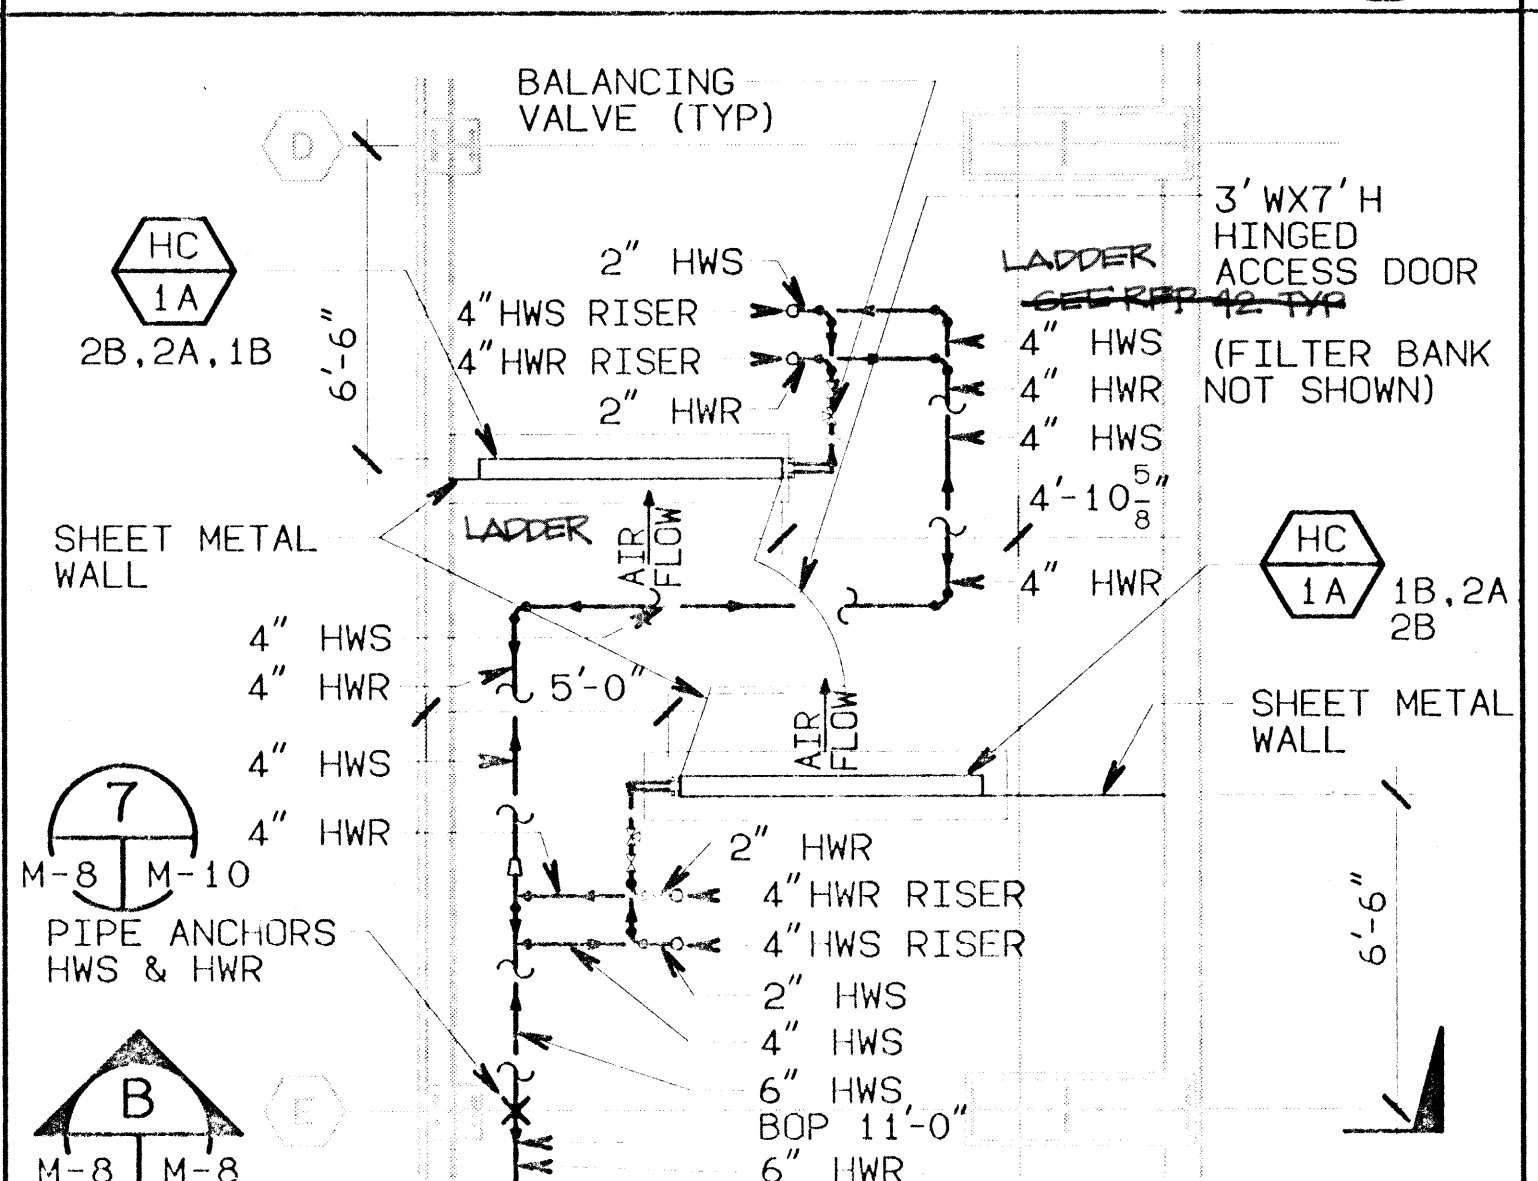 BALANCING
VALVE (TYP)
D
3'WX7'H
HINGED
ACCESS DOOR
LADDER
SEE RFP 42 TYP
(FILTER BANK
NOT SHOWN)
HC
1A
2B,2A,1B
6'-6"
2" HWS
4"HWS RISER
4"HWR RISER
2" HWR
4" HWS
4" HWR
4" HWS
4'-10 5/8"
4" HWR
SHEET METAL
WALL
LADDER
AIR
FLOW
HC
1A
1B,2A
2B
4" HWS
4" HWR
5'-0"
AIR
FLOW
SHEET METAL
WALL
4" HWS
4" HWR
7
M-8
M-10
PIPE ANCHORS
HWS & HWR
2" HWR
4"HWR RISER
4"HWS RISER
2" HWS
4" HWS
6" HWS
BOP 11'-0"
6" HWR
6'-6"
B
M-8
M-8
E